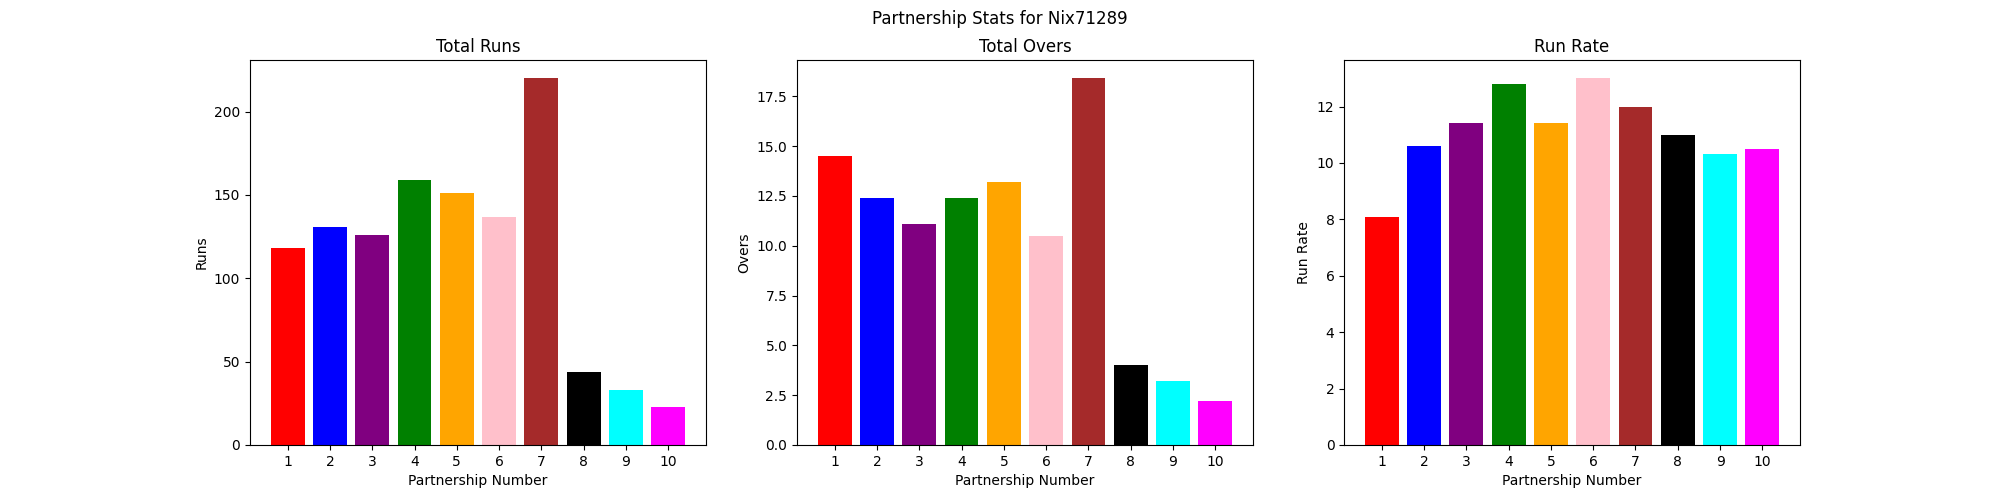 Partnership Stats for Nix71289
Total Runs
200
150
100
50
0
Runs
1 2 3 4 5 6 7 8 9 10
Partnership Number
Total Overs
17.5
15.0
12.5
10.0
7.5
5.0
2.5
0.0
Overs
1 2 3 4 5 6 7 8 9 10
Partnership Number
Run Rate
12
10
8
6
4
2
0
Run Rate
1 2 3 4 5 6 7 8 9 10
Partnership Number